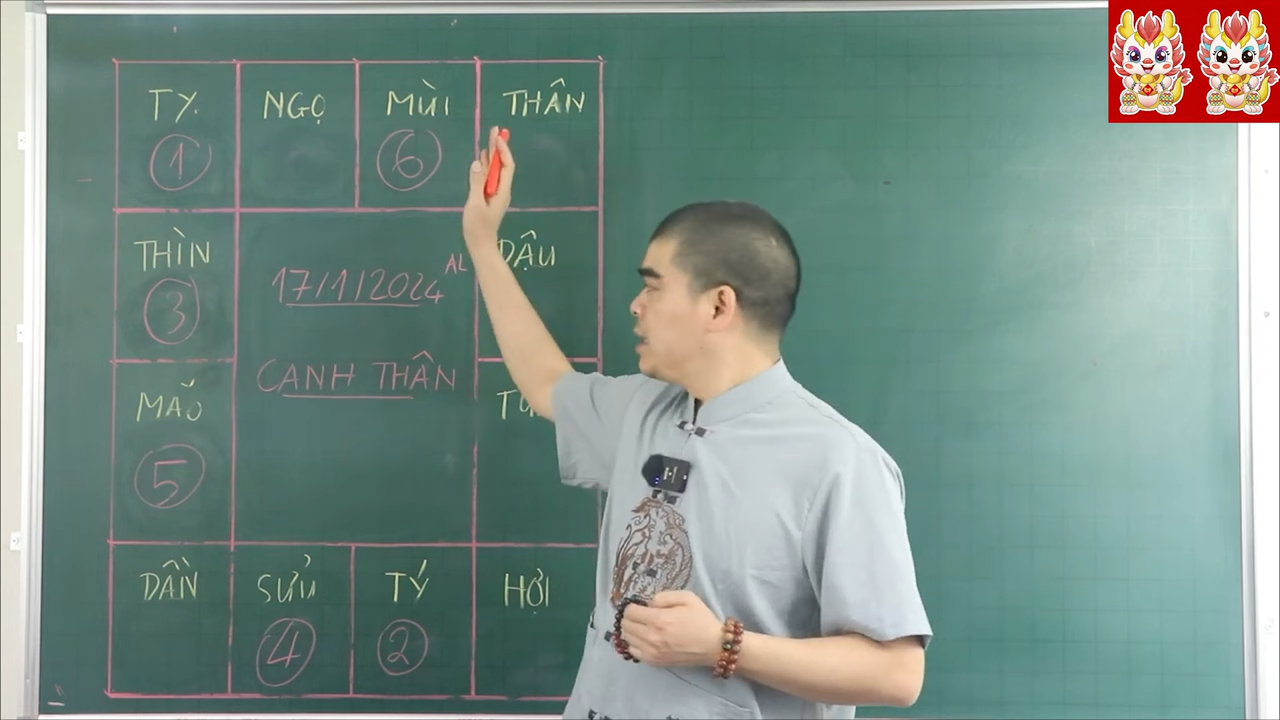 TỴ NGỌ MÙI THÂN
1 6
THÌN DẬU
3
17/1/2024 AL
CANH THÂN
MÃO
5
DẦN SỬU TÝ HỢI
4 2